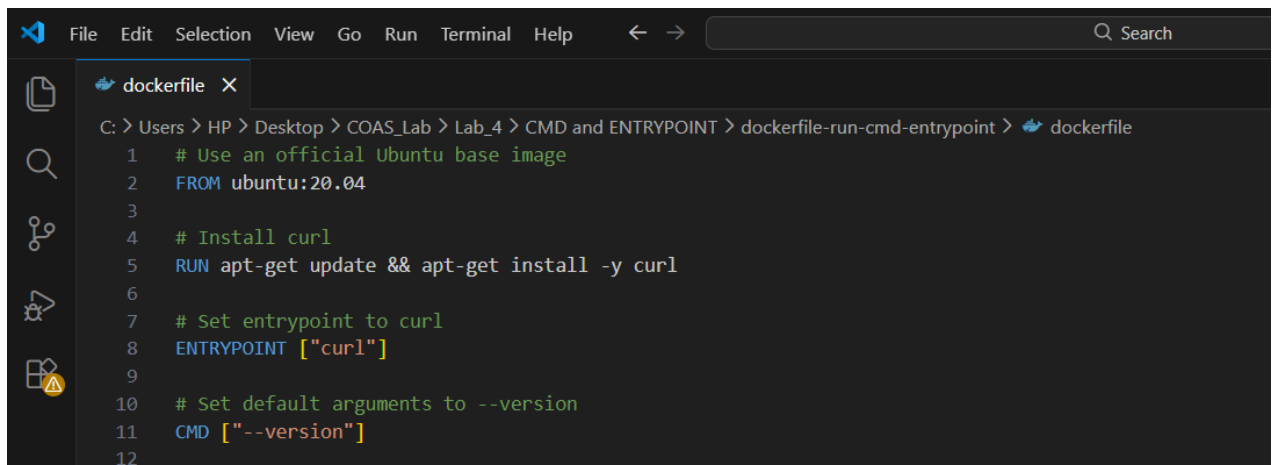 File Edit Selection View Go Run Terminal Help ← → Search
dockerfile ×
C: > Users > HP > Desktop > COAS_Lab > Lab_4 > CMD and ENTRYPOINT > dockerfile-run-cmd-entrypoint > dockerfile
1 # Use an official Ubuntu base image
2 FROM ubuntu:20.04
3
4 # Install curl
5 RUN apt-get update && apt-get install -y curl
6
7 # Set entrypoint to curl
8 ENTRYPOINT ["curl"]
9
10 # Set default arguments to --version
11 CMD ["--version"]
12